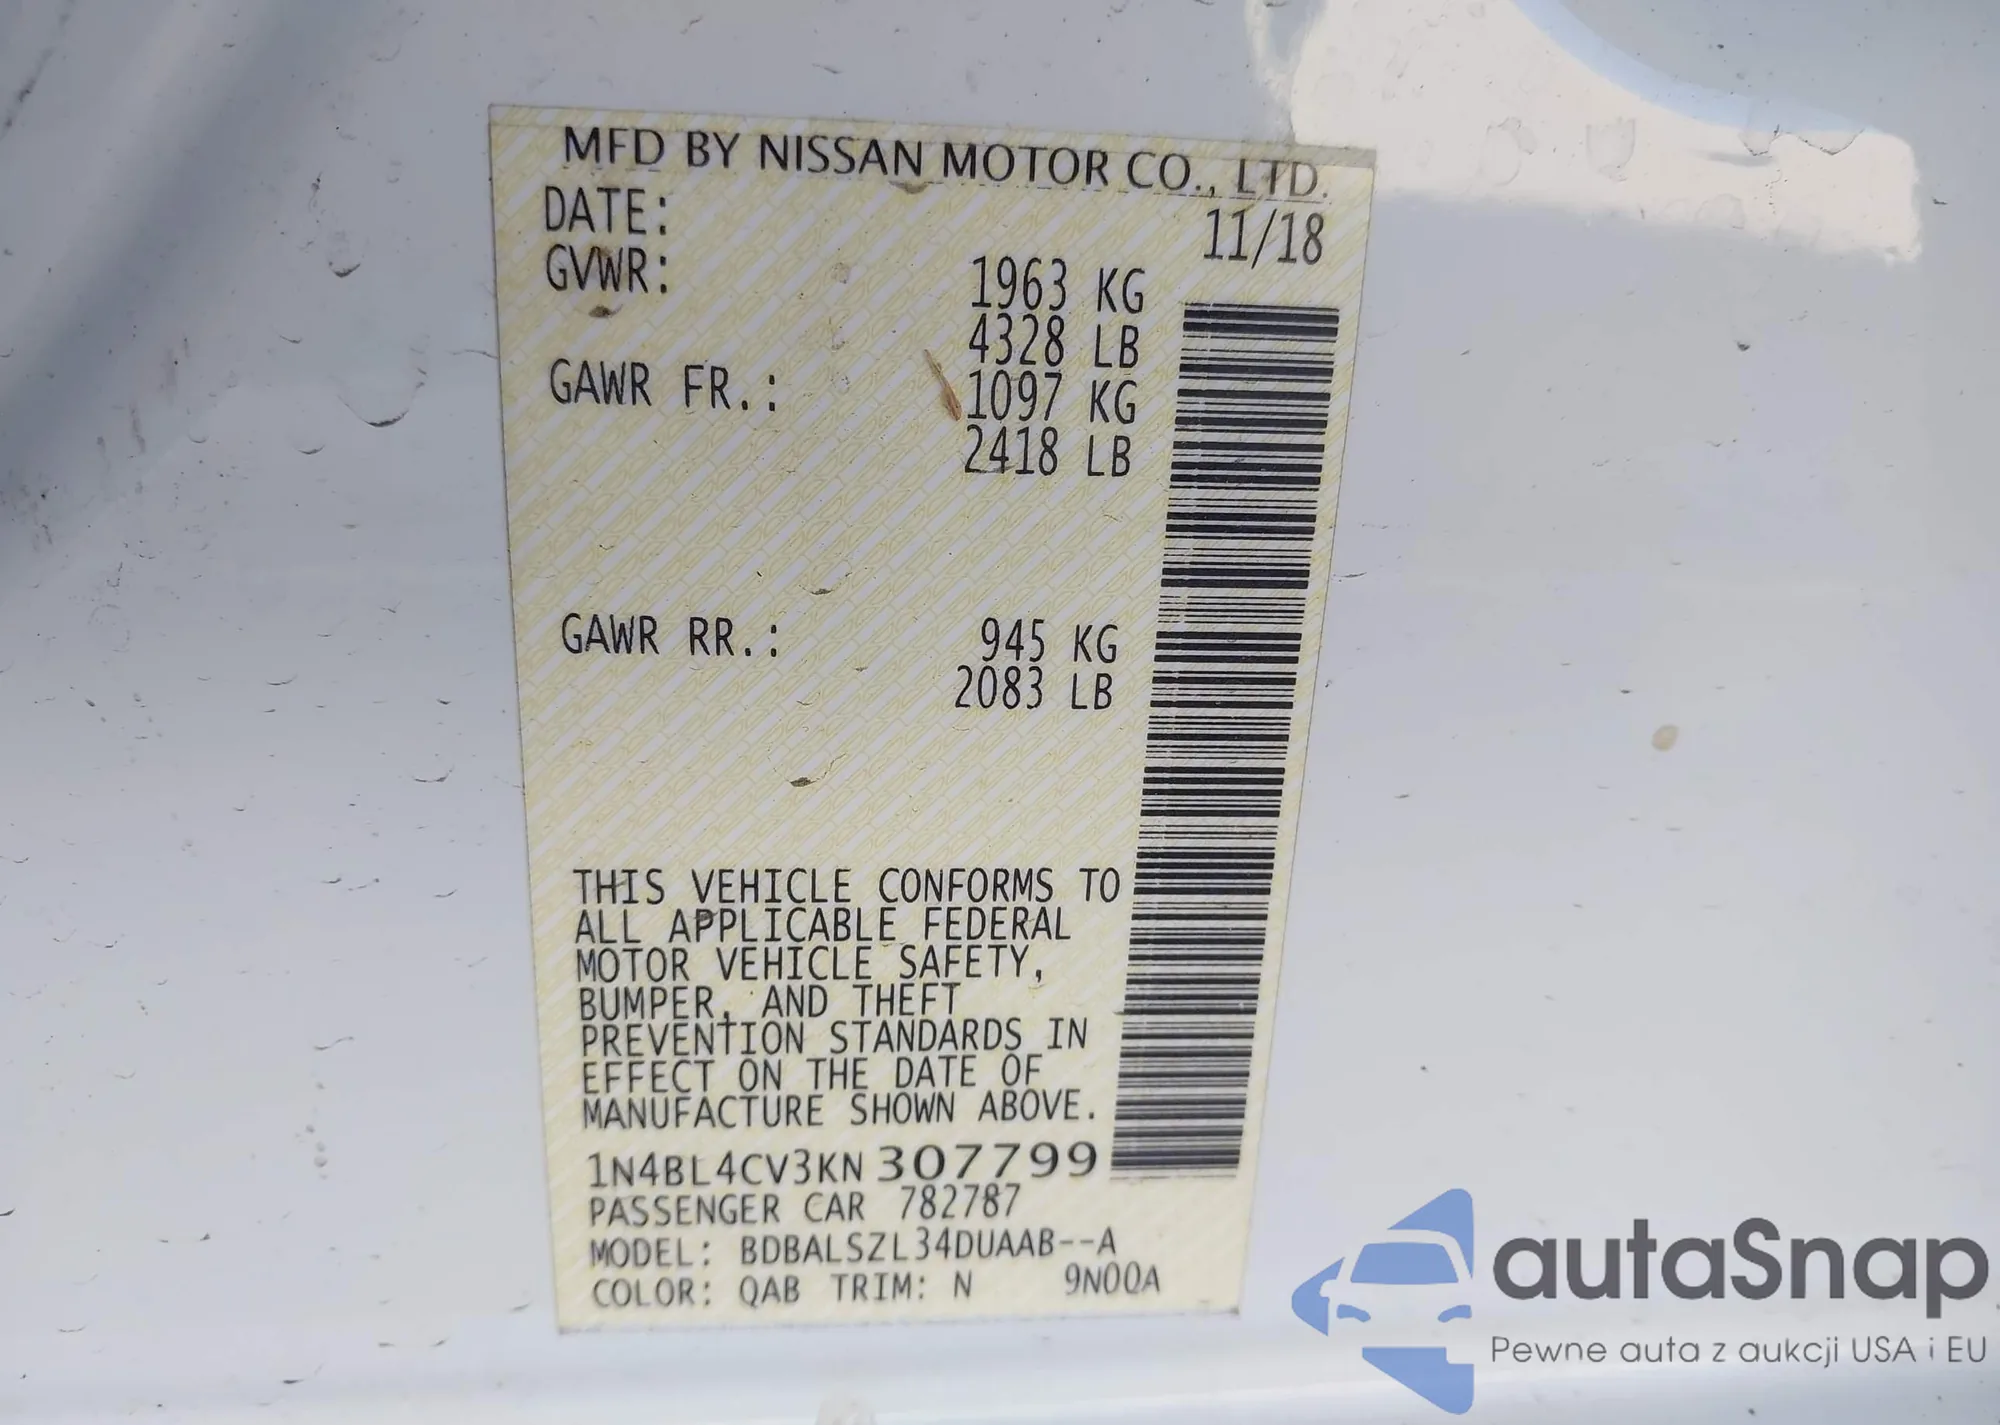 MFD BY NISSAN MOTOR CO., LTD.
DATE: 11/18
GVWR: 1963 KG
4328 LB
GAWR FR.: 1097 KG
2418 LB
GAWR RR.: 945 KG
2083 LB
THIS VEHICLE CONFORMS TO
ALL APPLICABLE FEDERAL
MOTOR VEHICLE SAFETY,
BUMPER, AND THEFT
PREVENTION STANDARDS IN
EFFECT ON THE DATE OF
MANUFACTURE SHOWN ABOVE.
1N4BL4CV3KN307799
PASSENGER CAR 782787
MODEL: BDBALSZL34DUAAB--A
COLOR: QAB TRIM: N 9N0QA
autaSnap
Pewne auta z aukcji USA i EU